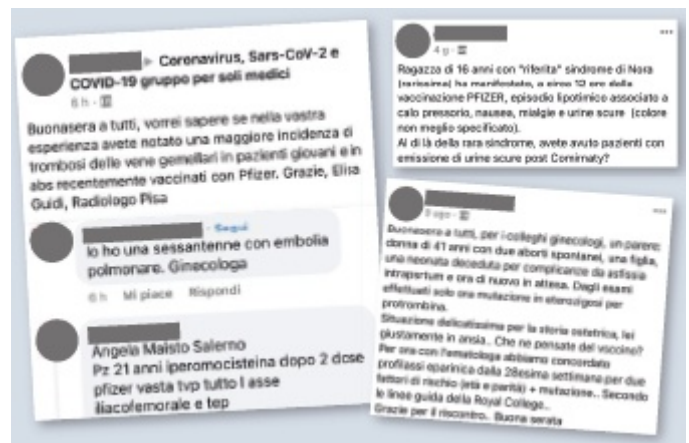 Coronavirus, Sars-CoV-2 e
COVID-19 gruppo per soli medici
6 h
Buonasera a tutti, vorrei sapere se nella vostra
esperienza avete notato una maggiore incidenza di
trombosi delle vene gemellari in pazienti giovani e in
abs recentemente vaccinati con Pfizer. Grazie, Elisa
Guidi, Radiologo Pisa
Segui
Io ho una sessantenne con embolia
polmonare. Ginecologa
6 h Mi piace Rispondi
Angela Maisto Salerno
Pz 21 anni iperomocisteina dopo 2 dose
pfizer vasta tvp tutto l asse
iliacofemorale e tep
4 g
Ragazza di 16 anni con "riferita" sindrome di Nora
(rarissima) ha manifestato, a circa 12 ore dalla
vaccinazione PFIZER, episodio lipotimico associato a
calo pressorio, nausea, mialgie e urine scure (colore
non meglio specificato).
Al di là della rara sindrome, avete avuto pazienti con
emissione di urine scure post Comirnaty?
ago
Buonasera a tutti, per i colleghi ginecologi, un parere:
donna di 41 anni con due aborti spontanei, una figlia,
una neonata deceduta per complicanze da asfissia
intrapartum e ora di nuovo in attesa. Dagli esami
effettuati solo una mutazione in eterozigosi per
protrombina.
Situazione delicatissima per la storia ostetrica, lei
giustamente in ansia.. Che ne pensate del vaccino?
Per ora con l'ematologa abbiamo concordato
profilassi eparinica dalla 28esima settimana per due
fattori di rischio (età e parità) + mutazione.. Secondo
le linee guida della Royal College..
Grazie per il riscontro.. Buona serata